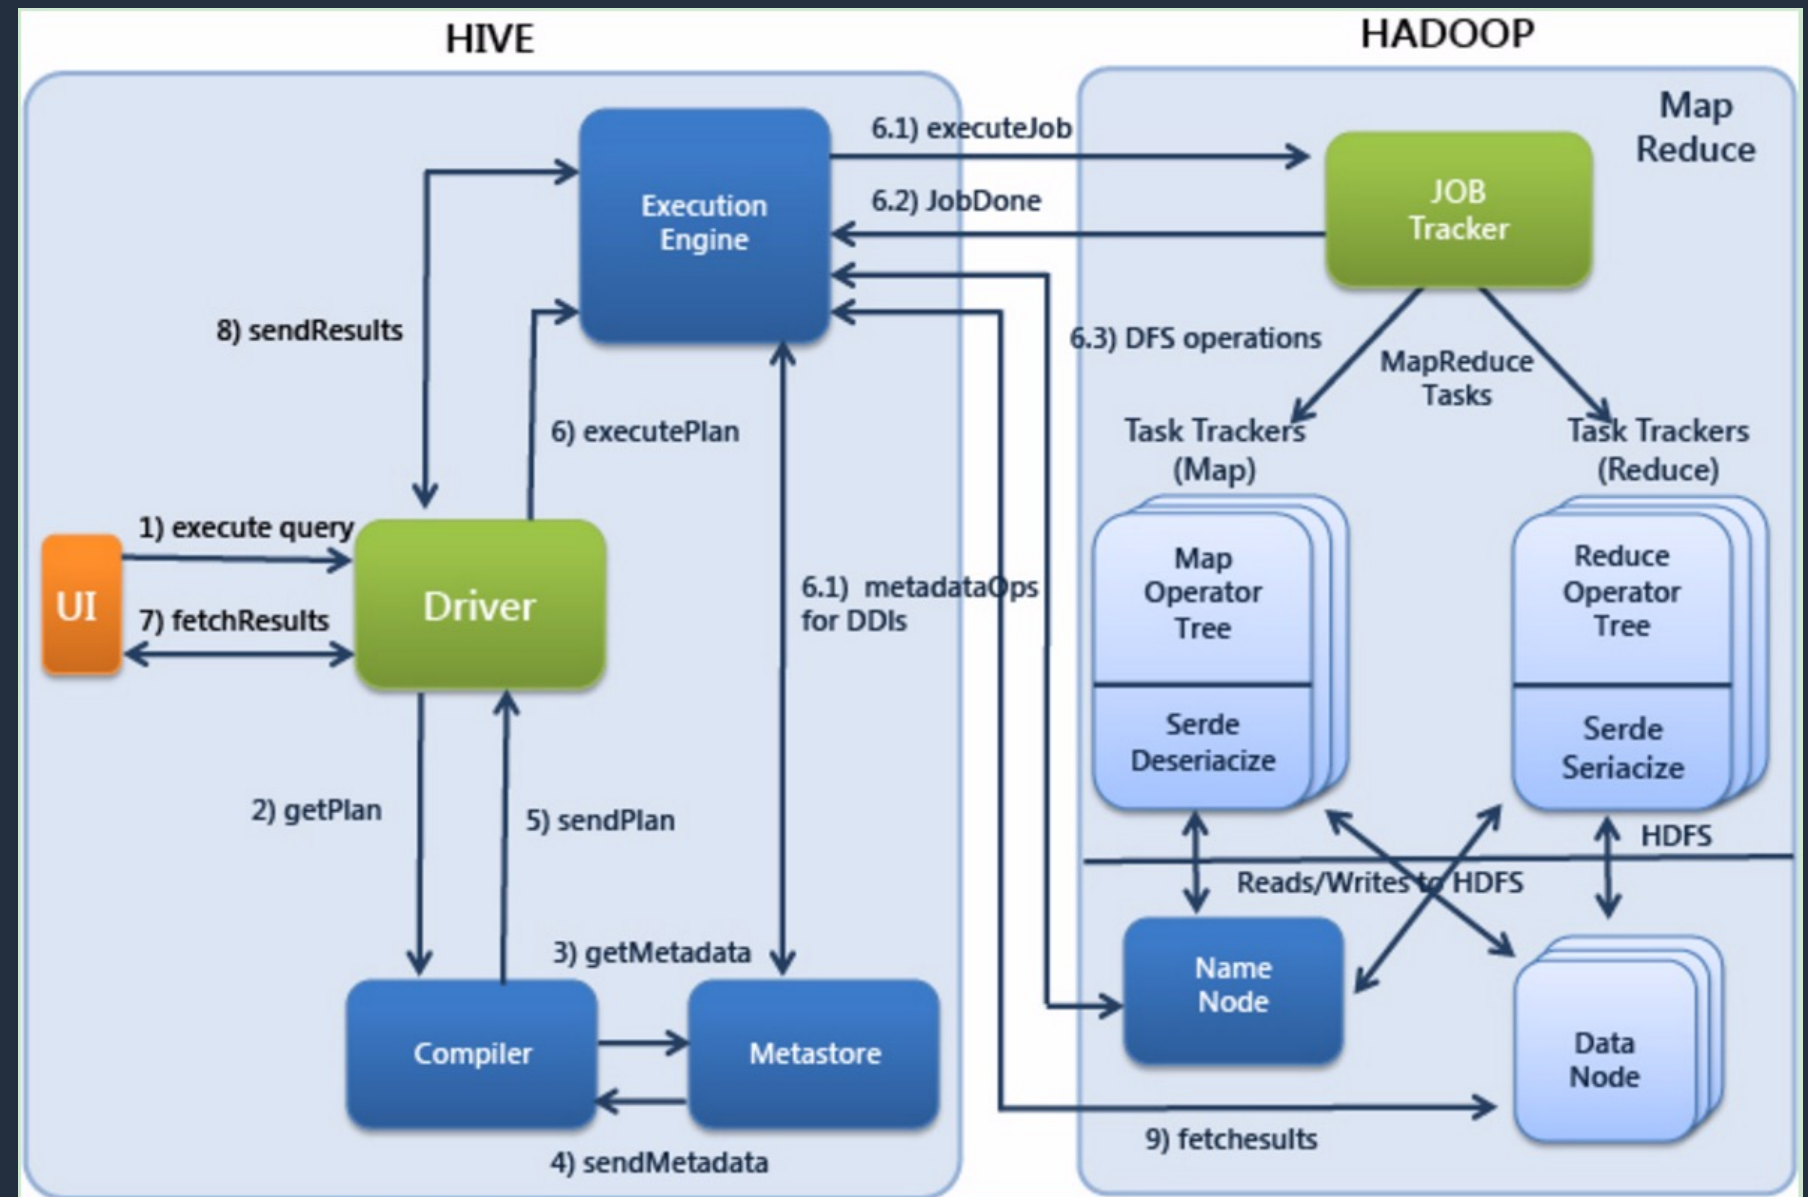 HIVE
HADOOP
Map
Reduce
6.1) executeJob
JOB
Tracker
Execution
Engine
6.2) JobDone
8) sendResults
6.3) DFS operations
MapReduce
Tasks
6) executePlan
Task Trackers
(Map)
Task Trackers
(Reduce)
1) execute query
UI
Driver
7) fetchResults
6.1) metadataOps
for DDIs
Map
Operator
Tree
Reduce
Operator
Tree
Serde
Deseriacize
Serde
Seriacize
2) getPlan
5) sendPlan
HDFS
Reads/Writes to HDFS
3) getMetadata
Name
Node
Compiler
Metastore
Data
Node
9) fetchesults
4) sendMetadata